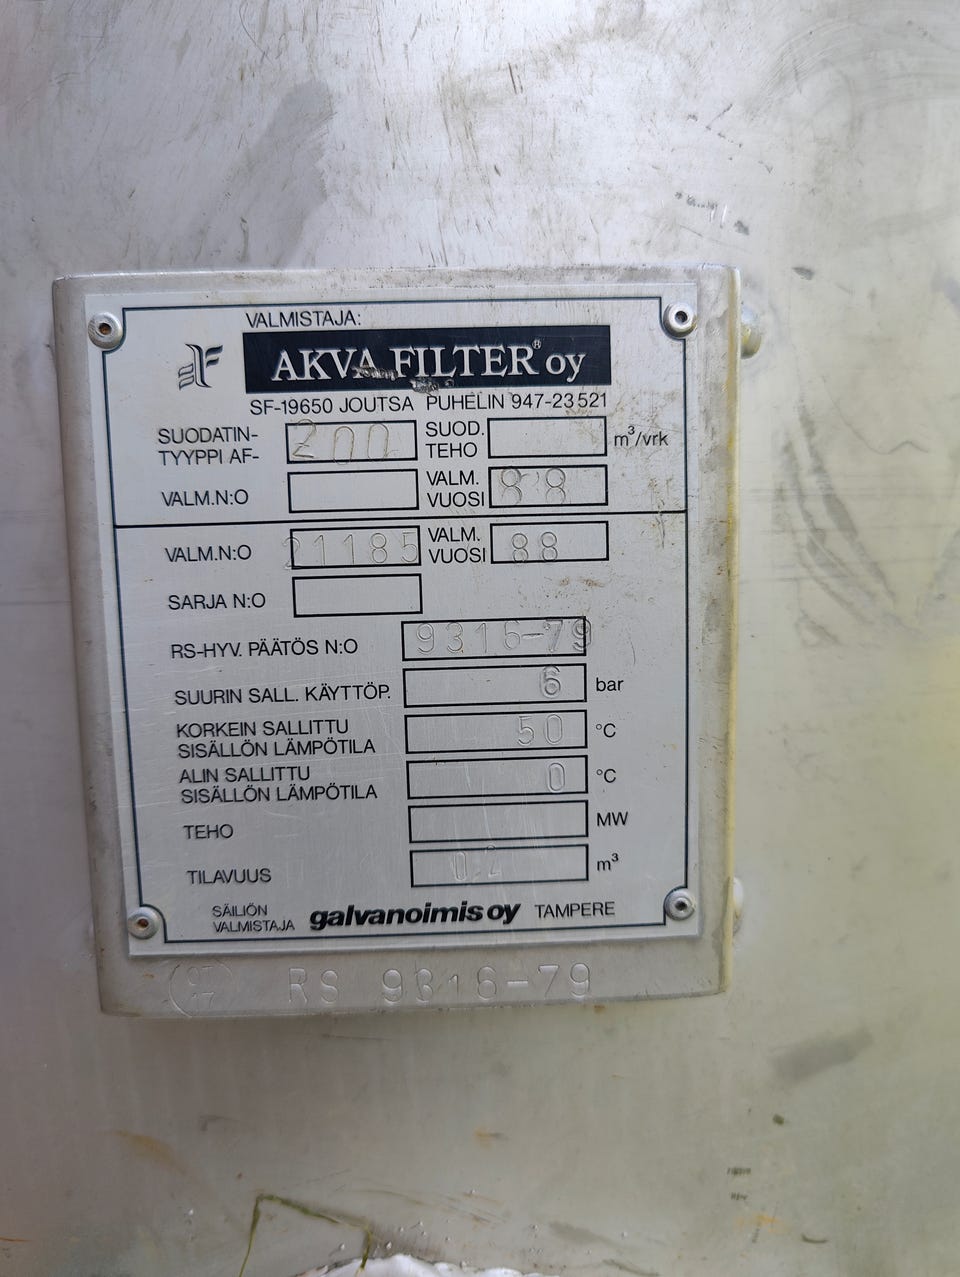 VALMISTAJA:
AKVA FILTER® oy
SF-19650 JOUTSA PUHELIN 947-23521
SUODATIN-
TYYPPI AF- 200 SUOD.
TEHO m³/vrk
VALM.N:O VALM.
VUOSI 88
VALM.N:O 21185 VALM.
VUOSI 88
SARJA N:O
RS-HYV. PÄÄTÖS N:O 9316-79
SUURIN SALL. KÄYTTÖP. 6 bar
KORKEIN SALLITTU
SISÄLLÖN LÄMPÖTILA 50 °C
ALIN SALLITTU
SISÄLLÖN LÄMPÖTILA 0 °C
TEHO MW
TILAVUUS 0.2 m³
SÄILIÖN
VALMISTAJA galvanoimis oy TAMPERE
RS 9316-79